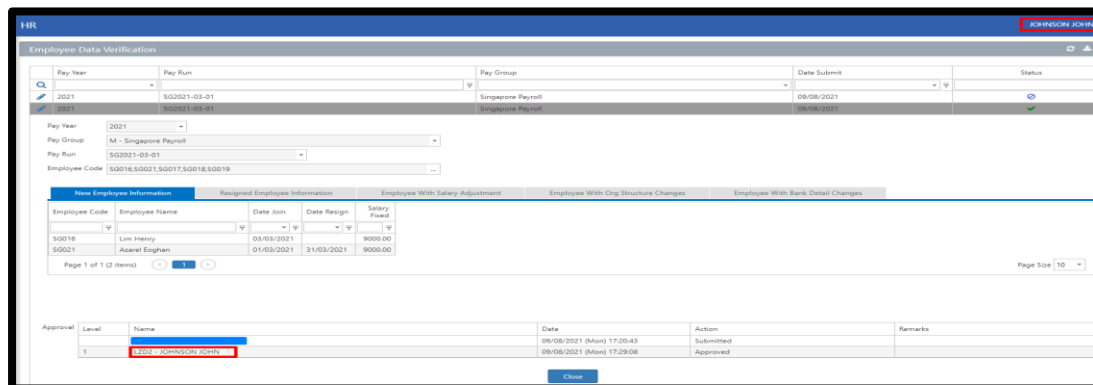 HR JOHNSON JOHN
Employee Data Verification
Pay Year Pay Run Pay Group Date Submit Status
2021 SG2021-03-01 Singapore Payroll 09/08/2021
2021 SG2021-03-01 Singapore Payroll 09/08/2021
Pay Year 2021
Pay Group M - Singapore Payroll
Pay Run SG2021-03-01
Employee Code SG016,SG021,SG017,SG018,SG019 ...
New Employee Information Resigned Employee Information Employee With Salary Adjustment Employee With Org Structure Changes Employee With Bank Detail Changes
Employee Code Employee Name Date Join Date Resign Salary Fixed
SG016 Lim Henry 03/03/2021 9000.00
SG021 Azarel Eoghan 01/03/2021 31/03/2021 9000.00
Page 1 of 1 (2 items) 1 Page Size 10
Approval Level Name Date Action Remarks
09/08/2021 (Mon) 17:20:43 Submitted
1 LZD2 - JOHNSON JOHN 09/08/2021 (Mon) 17:29:08 Approved
Close